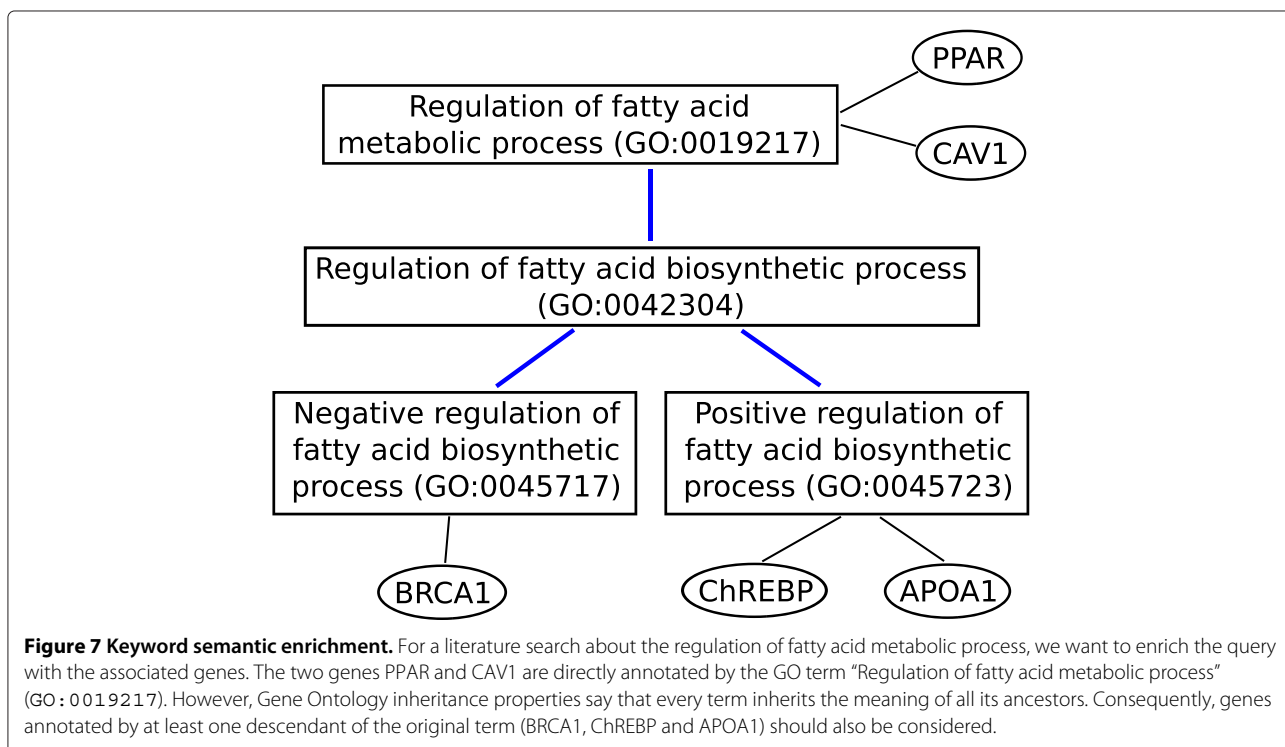 PPAR
Regulation of fatty acid
metabolic process (GO:0019217)
CAV1
Regulation of fatty acid biosynthetic process
(GO:0042304)
Negative regulation of
fatty acid biosynthetic
process (GO:0045717)
Positive regulation of
fatty acid biosynthetic
process (GO:0045723)
BRCA1
ChREBP
APOA1
Figure 7 Keyword semantic enrichment. For a literature search about the regulation of fatty acid metabolic process, we want to enrich the query
with the associated genes. The two genes PPAR and CAV1 are directly annotated by the GO term “Regulation of fatty acid metabolic process”
(GO:0019217). However, Gene Ontology inheritance properties say that every term inherits the meaning of all its ancestors. Consequently, genes
annotated by at least one descendant of the original term (BRCA1, ChREBP and APOA1) should also be considered.